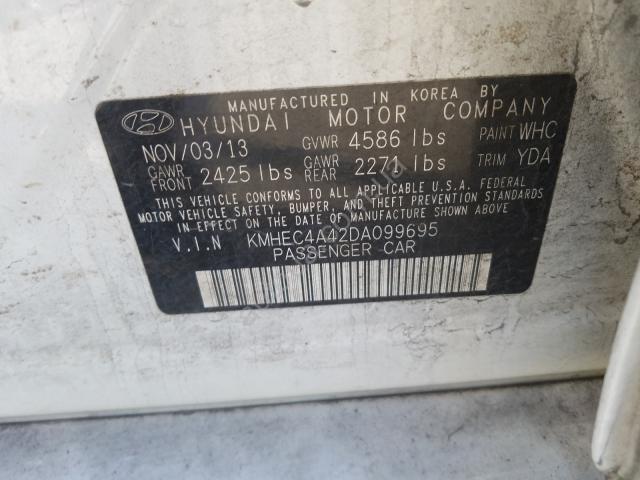 MANUFACTURED IN KOREA BY
HYUNDAI MOTOR COMPANY
NOV/03/13 GVWR 4586 lbs PAINT WHC
GAWR FRONT 2425 lbs GAWR REAR 2271 lbs TRIM YDA
THIS VEHICLE CONFORMS TO ALL APPLICABLE U.S.A. FEDERAL
MOTOR VEHICLE SAFETY, BUMPER, AND THEFT PREVENTION STANDARDS
IN EFFECT ON THE DATE OF MANUFACTURE SHOWN ABOVE.
V.I.N KMHEC4A42DA099695
PASSENGER CAR